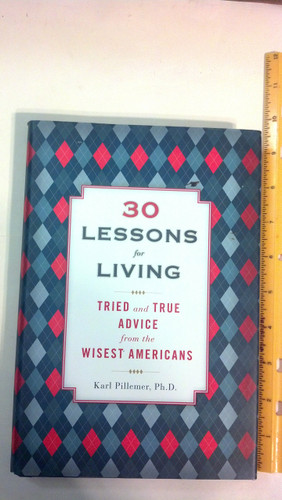 30
LESSONS
for
LIVING
TRIED and TRUE
ADVICE
from the
WISEST AMERICANS
Karl Pillemer, Ph.D.